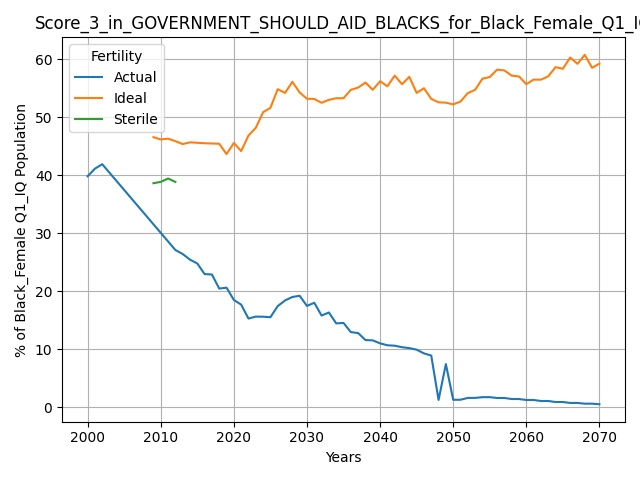 Score_3_in_GOVERNMENT_SHOULD_AID_BLACKS_for_Black_Female_Q1_IQ
Fertility
Actual
Ideal
Sterile
% of Black_Female Q1_IQ Population
60
50
40
30
20
10
0
2000 2010 2020 2030 2040 2050 2060 2070
Years